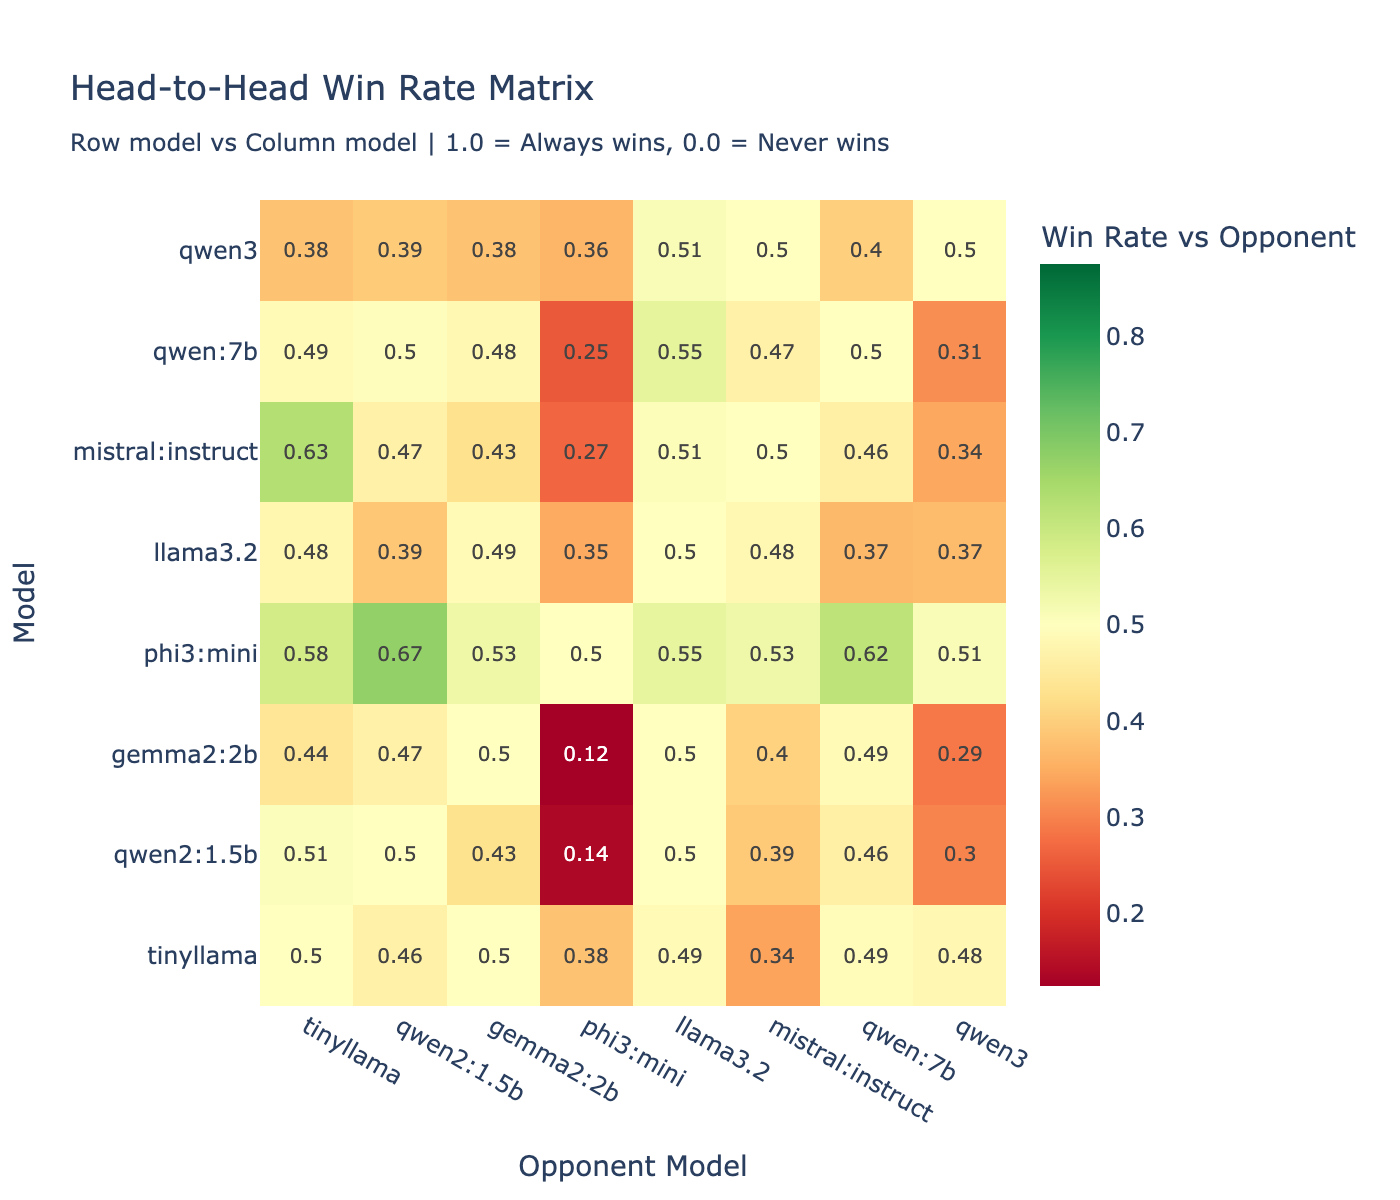 Head-to-Head Win Rate Matrix
Row model vs Column model | 1.0 = Always wins, 0.0 = Never wins
Win Rate vs Opponent
qwen3 0.38 0.39 0.38 0.36 0.51 0.5 0.4 0.5
qwen:7b 0.49 0.5 0.48 0.25 0.55 0.47 0.5 0.31
mistral:instruct 0.63 0.47 0.43 0.27 0.51 0.5 0.46 0.34
llama3.2 0.48 0.39 0.49 0.35 0.5 0.48 0.37 0.37
phi3:mini 0.58 0.67 0.53 0.5 0.55 0.53 0.62 0.51
gemma2:2b 0.44 0.47 0.5 0.12 0.5 0.4 0.49 0.29
qwen2:1.5b 0.51 0.5 0.43 0.14 0.5 0.39 0.46 0.3
tinyllama 0.5 0.46 0.5 0.38 0.49 0.34 0.49 0.48
tinyllama qwen2:1.5b gemma2:2b phi3:mini llama3.2 mistral:instruct qwen:7b qwen3
Opponent Model
Model
0.8
0.7
0.6
0.5
0.4
0.3
0.2